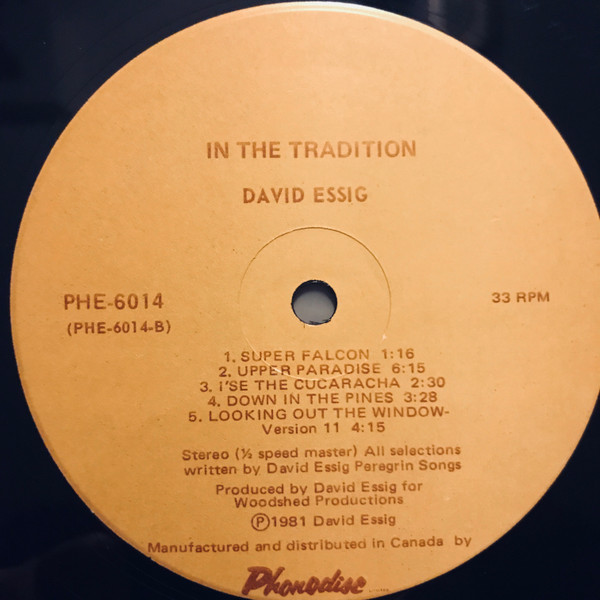 IN THE TRADITION
DAVID ESSIG
PHE-6014
(PHE-6014-B)
33 RPM
1. SUPER FALCON 1:16
2. UPPER PARADISE 6:15
3. I'SE THE CUCARACHA 2:30
4. DOWN IN THE PINES 3:28
5. LOOKING OUT THE WINDOW-
Version 11 4:15
Stereo (½ speed master) All selections
written by David Essig Peregrin Songs
Produced by David Essig for
Woodshed Productions
Ⓟ1981 David Essig
Manufactured and distributed in Canada by
Phonodisc